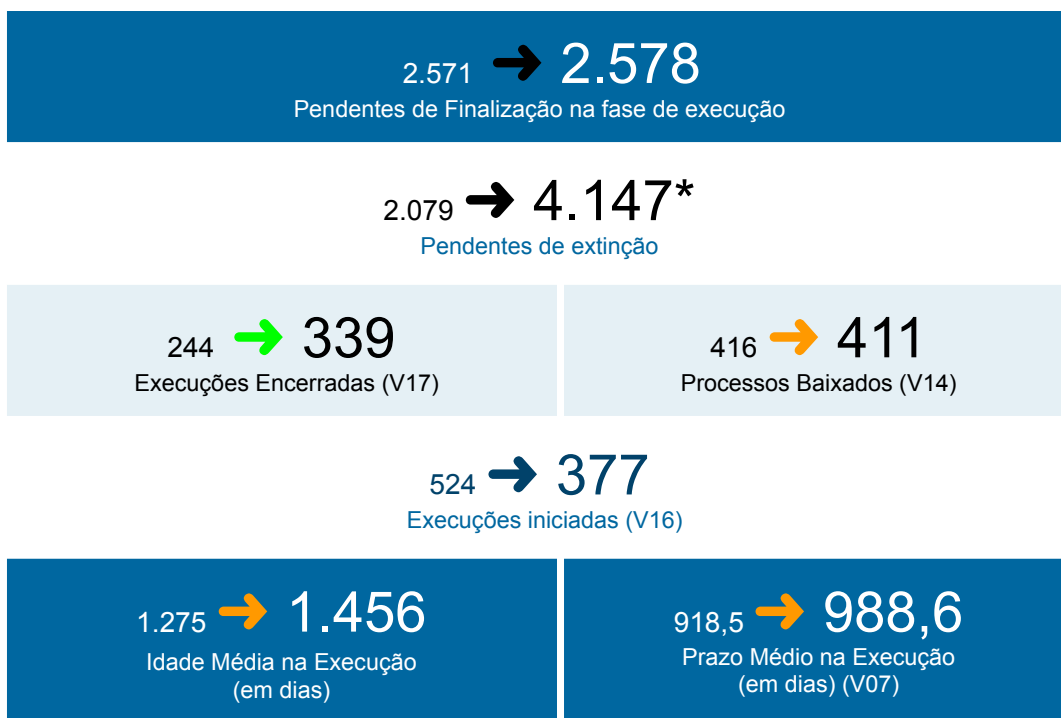 2.571 ➜ 2.578
Pendentes de Finalização na fase de execução
2.079 ➜ 4.147*
Pendentes de extinção
244 ➜ 339
Execuções Encerradas (V17)
416 ➜ 411
Processos Baixados (V14)
524 ➜ 377
Execuções iniciadas (V16)
1.275 ➜ 1.456
Idade Média na Execução
(em dias)
918,5 ➜ 988,6
Prazo Médio na Execução
(em dias) (V07)